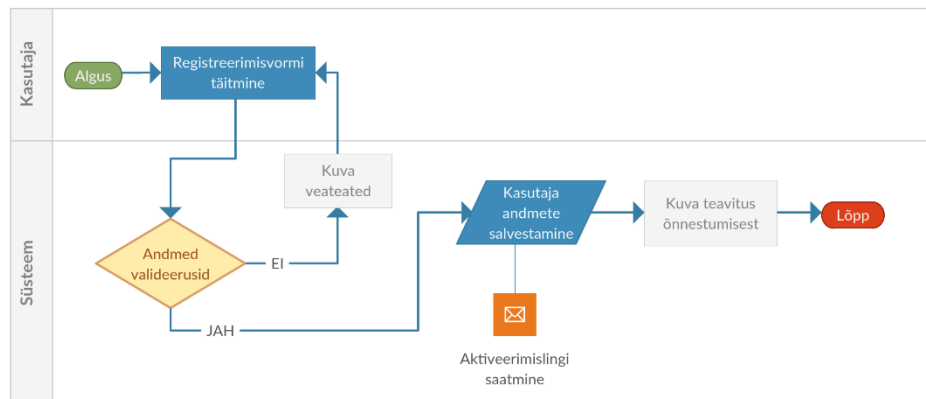 Kasutaja
Algus
Registreerimisvormi
täitmine
Süsteem
Kuva
veateated
Andmed
valideerusid
EI
JAH
Kasutaja
andmete
salvestamine
Kuva teavitus
õnnestumisest
Lõpp
Aktiveerimislingi
saatmine